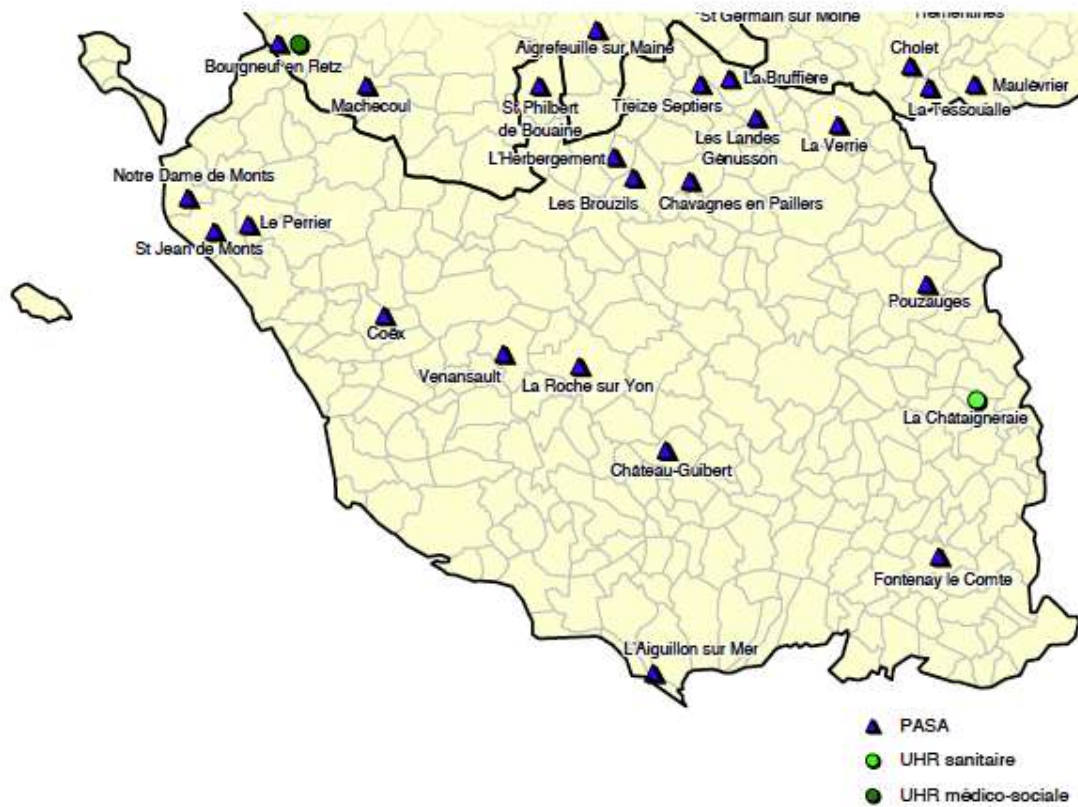 St Germain sur Moine
Trémentines
Aigrefeuille sur Maine
Cholet
Bourgneuf en Retz
Machecoul
St Philbert
de Bouaine
Treize Septiers
La Bruffière
La Tessoualle
Maulévrier
Les Landes
Génusson
La Verrie
L'Herbergement
Les Brouzils
Chavagnes en Paillers
Notre Dame de Monts
Le Perrier
St Jean de Monts
Pouzauges
Coëx
Venansault
La Roche sur Yon
La Châtaigneraie
Château-Guibert
Fontenay le Comte
L'Aiguillon sur Mer
PASA
UHR sanitaire
UHR médico-sociale